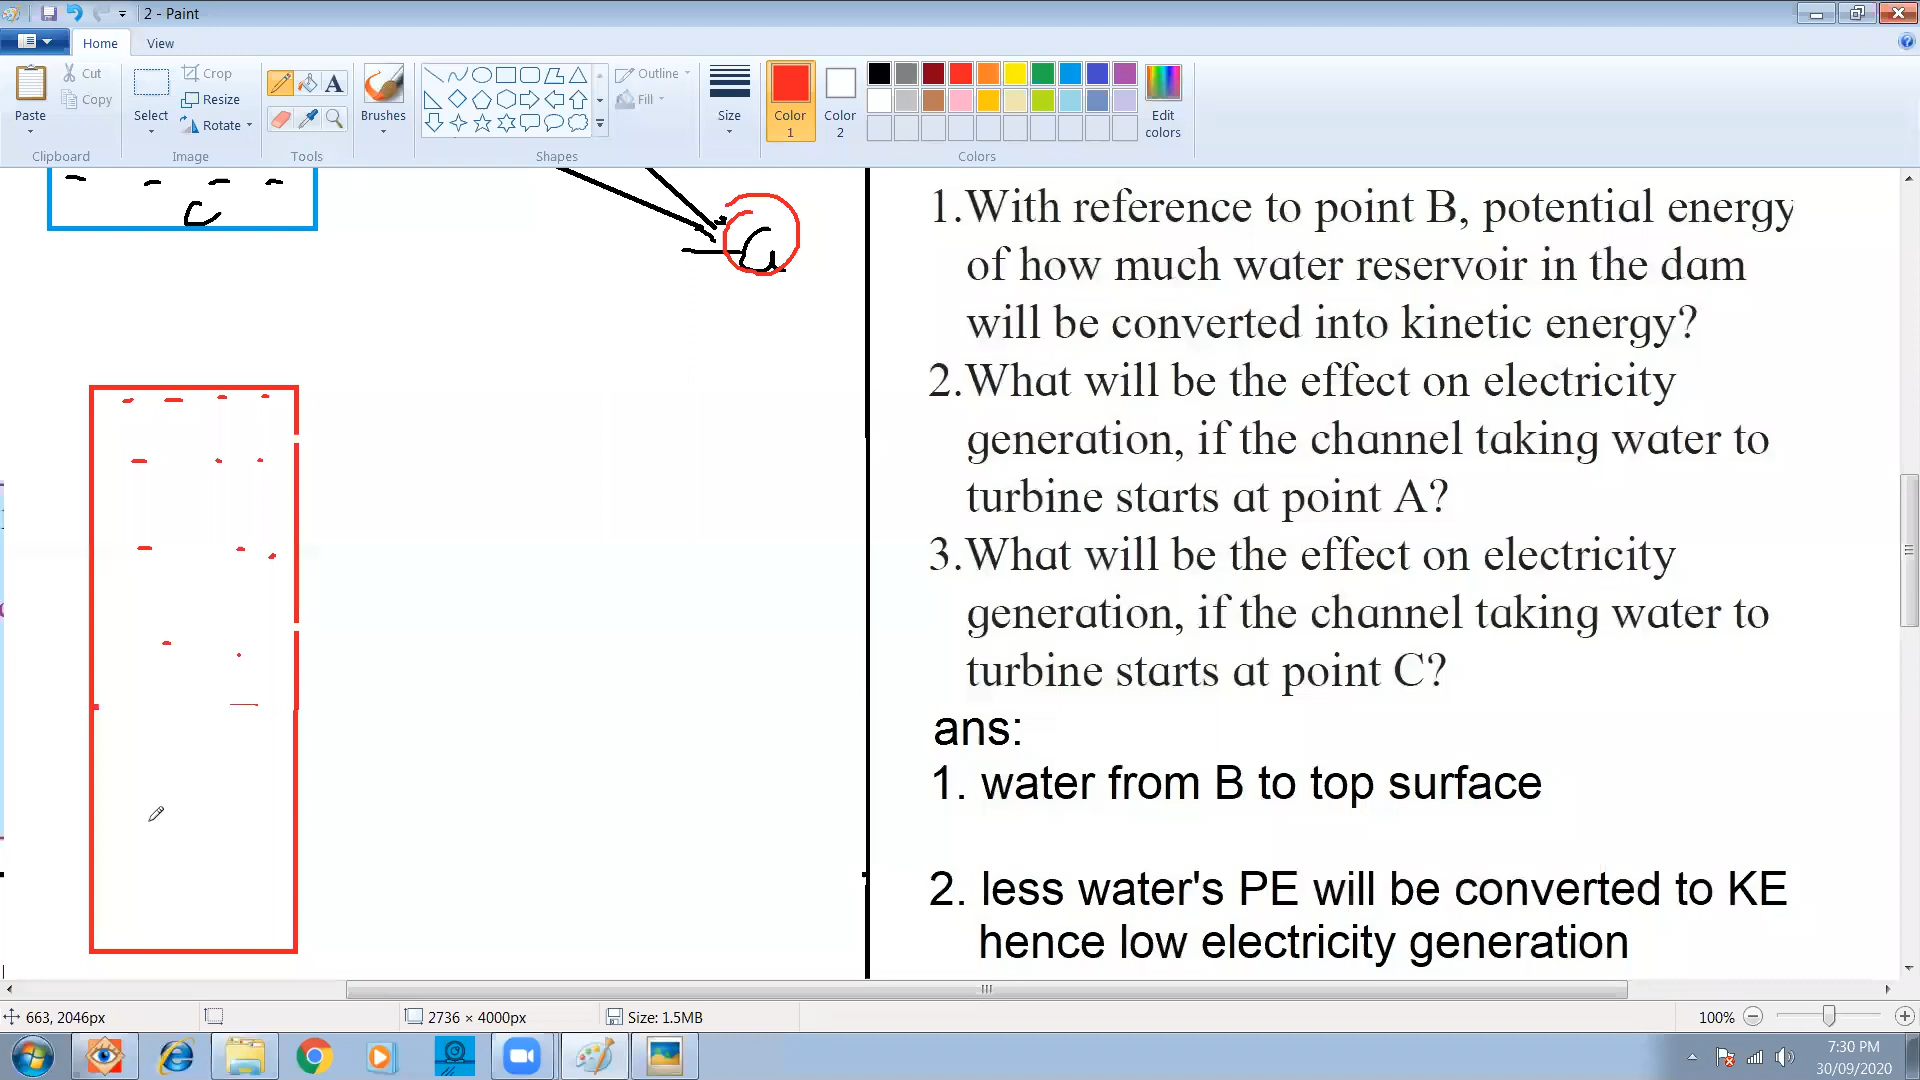 2 - Paint
Home View
Paste
Cut
Copy
Clipboard
Select
Crop
Resize
Rotate
Image
Tools
Brushes
Shapes
Outline
Fill
Size
Color 1
Color 2
Edit colors
Colors
C
1.With reference to point B, potential energy
of how much water reservoir in the dam
will be converted into kinetic energy?
2.What will be the effect on electricity
generation, if the channel taking water to
turbine starts at point A?
3.What will be the effect on electricity
generation, if the channel taking water to
turbine starts at point C?
ans:
1. water from B to top surface
2. less water's PE will be converted to KE
hence low electricity generation
663, 2046px
2736 × 4000px
Size: 1.5MB
100%
7:30 PM
30/09/2020